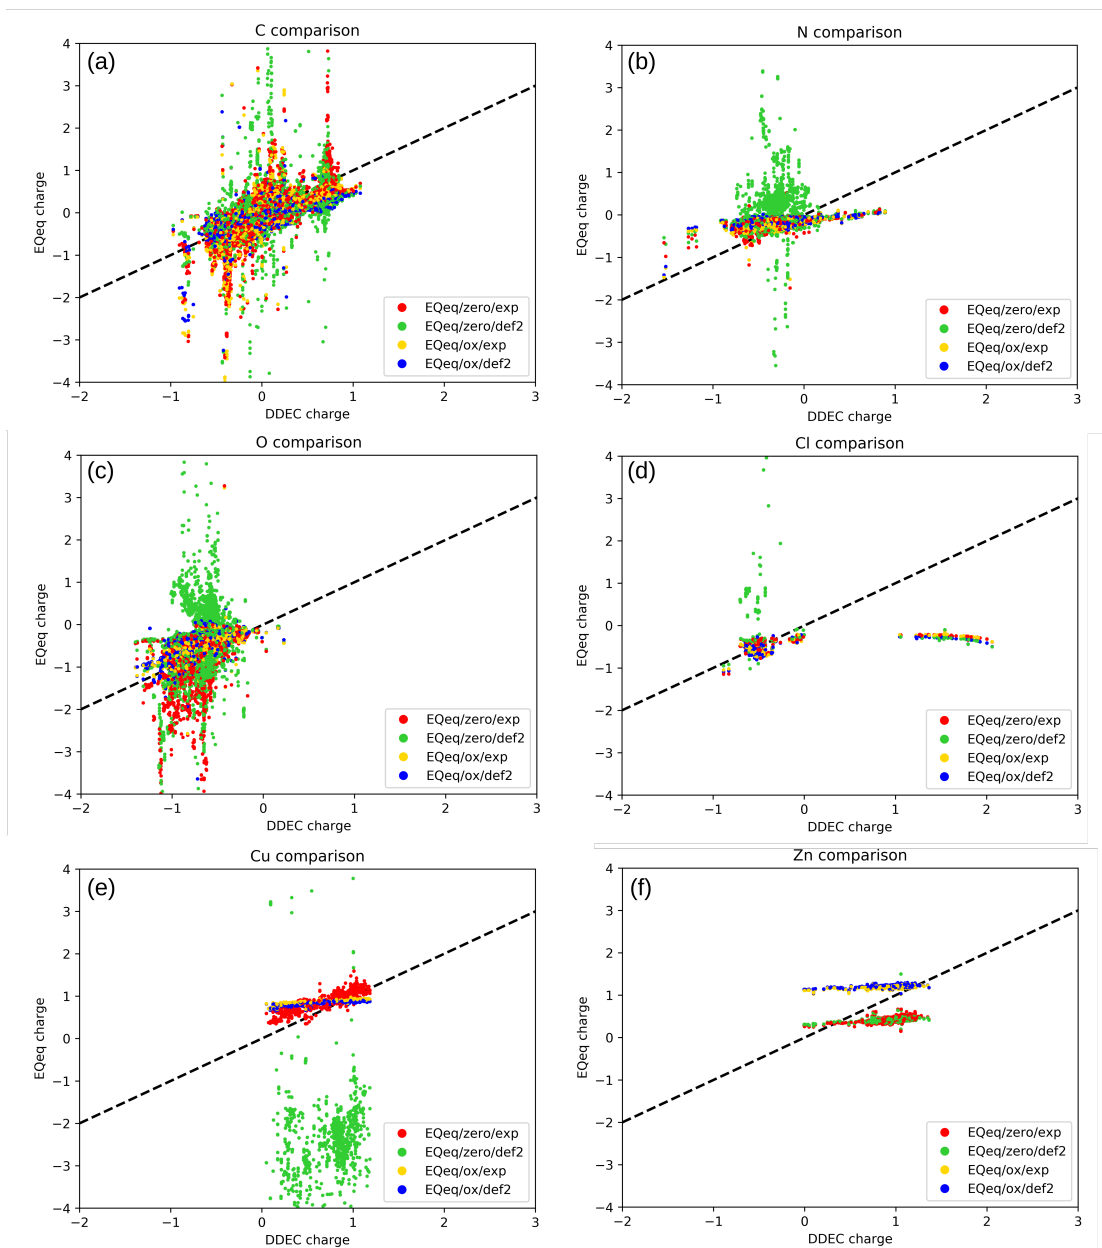 C comparison
(a)
4
3
2
1
0
−1
−2
−3
−4
EQeq charge
−2 −1 0 1 2 3
DDEC charge
EQeq/zero/exp
EQeq/zero/def2
EQeq/ox/exp
EQeq/ox/def2
N comparison
(b)
4
3
2
1
0
−1
−2
−3
−4
EQeq charge
−2 −1 0 1 2 3
DDEC charge
EQeq/zero/exp
EQeq/zero/def2
EQeq/ox/exp
EQeq/ox/def2
O comparison
(c)
4
3
2
1
0
−1
−2
−3
−4
EQeq charge
−2 −1 0 1 2 3
DDEC charge
EQeq/zero/exp
EQeq/zero/def2
EQeq/ox/exp
EQeq/ox/def2
Cl comparison
(d)
4
3
2
1
0
−1
−2
−3
−4
EQeq charge
−2 −1 0 1 2 3
DDEC charge
EQeq/zero/exp
EQeq/zero/def2
EQeq/ox/exp
EQeq/ox/def2
Cu comparison
(e)
4
3
2
1
0
−1
−2
−3
−4
EQeq charge
−2 −1 0 1 2 3
DDEC charge
EQeq/zero/exp
EQeq/zero/def2
EQeq/ox/exp
EQeq/ox/def2
Zn comparison
(f)
4
3
2
1
0
−1
−2
−3
−4
EQeq charge
−2 −1 0 1 2 3
DDEC charge
EQeq/zero/exp
EQeq/zero/def2
EQeq/ox/exp
EQeq/ox/def2